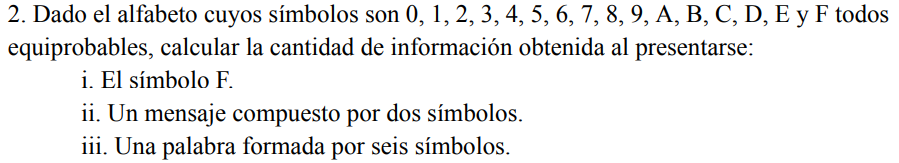 2. Dado el alfabeto cuyos símbolos son 0, 1, 2, 3, 4, 5, 6, 7, 8, 9, A, B, C, D, E y F todos
equiprobables, calcular la cantidad de información obtenida al presentarse:
i. El símbolo F.
ii. Un mensaje compuesto por dos símbolos.
iii. Una palabra formada por seis símbolos.